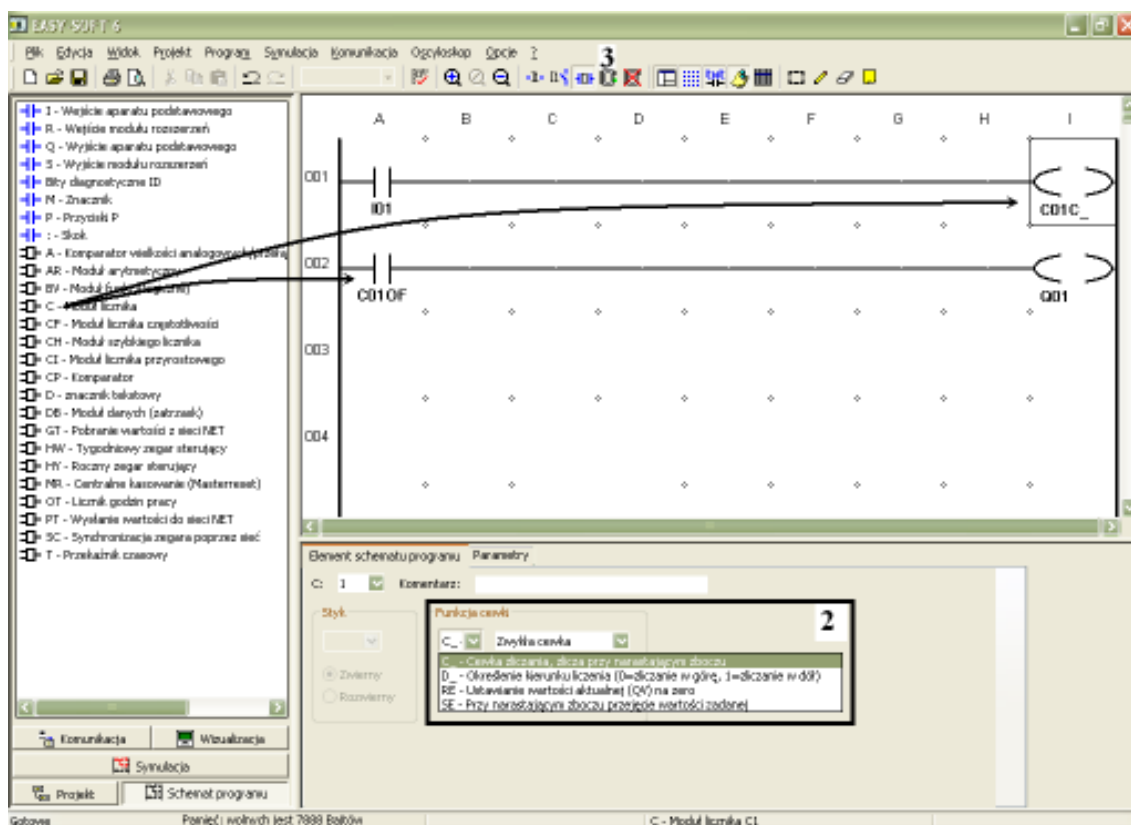 EASY-SOFT 6
Plik Edycja Widok Projekt Program Symulacja Komunikacja Oscyloskop Opcje ?
3
I - Wejście aparatu podstawowego
R - Wejście modułu rozszerzeń
Q - Wyjście aparatu podstawowego
S - Wyjście modułu rozszerzeń
Bity diagnostyczne ID
M - Znacznik
P - Przyciski P
: - Skok
A - Komparator wielkości analogowych/przełą
AR - Moduł arytmetyczny
BV - Moduł
C - Moduł licznika
CF - Moduł licznika częstotliwości
CH - Moduł szybkiego licznika
CI - Moduł licznika przyrostowego
CP - Komparator
D - znacznik tekstowy
DB - Moduł danych (zatrzask)
GT - Pobranie wartości z sieci NET
HW - Tygodniowy zegar sterujący
HY - Roczny zegar sterujący
MR - Centralne kasowanie (Masterreset)
OT - Licznik godzin pracy
PT - Wysłanie wartości do sieci NET
SC - Synchronizacja zegara poprzez sieć
T - Przekaźnik czasowy
Komunikacja Wizualizacja
Symulacja
Projekt Schemat programu
A B C D E F G H I
001
I01 C01C_
002
C01OF Q01
003
004
Element schematu programu Parametry
C: 1 Komentarz:
Styk
Zwierny
Rozwierny
Funkcja cewki
2
C_ - Zwykła cewka
C_ - Cewka zliczania, zlicza przy narastającym zboczu
D_ - Określenie kierunku liczenia (0=zliczanie w górę, 1=zliczanie w dół)
RE - Ustawianie wartości aktualnej (QV) na zero
SE - Przy narastającym zboczu przejęcie wartości zadanej
Gotowe Pamięć: wolnych jest 7888 Bajtów C - Moduł licznika C1